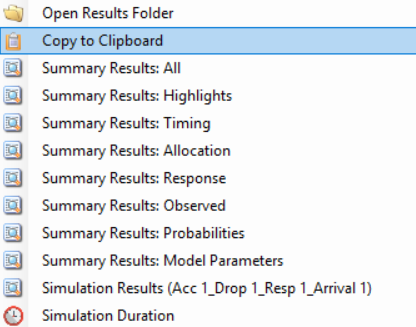 Open Results Folder
Copy to Clipboard
Summary Results: All
Summary Results: Highlights
Summary Results: Timing
Summary Results: Allocation
Summary Results: Response
Summary Results: Observed
Summary Results: Probabilities
Summary Results: Model Parameters
Simulation Results (Acc 1_Drop 1_Resp 1_Arrival 1)
Simulation Duration